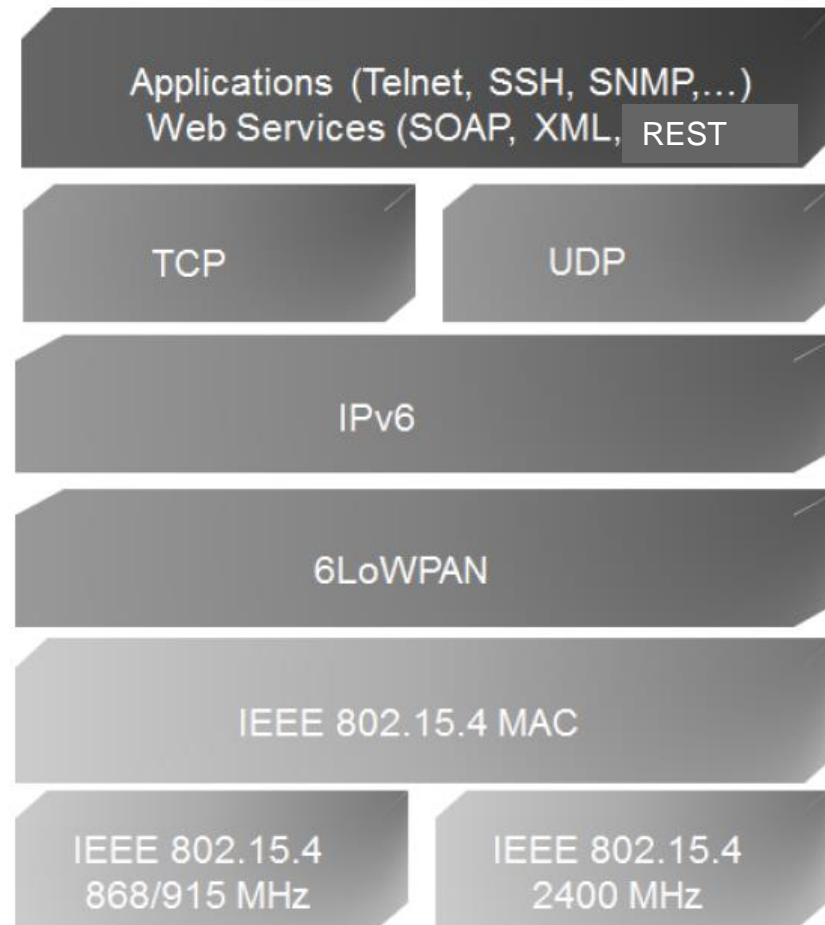 Applications (Telnet, SSH, SNMP,...)
Web Services (SOAP, XML, REST
TCP
UDP
IPv6
6LoWPAN
IEEE 802.15.4 MAC
IEEE 802.15.4
868/915 MHz
IEEE 802.15.4
2400 MHz